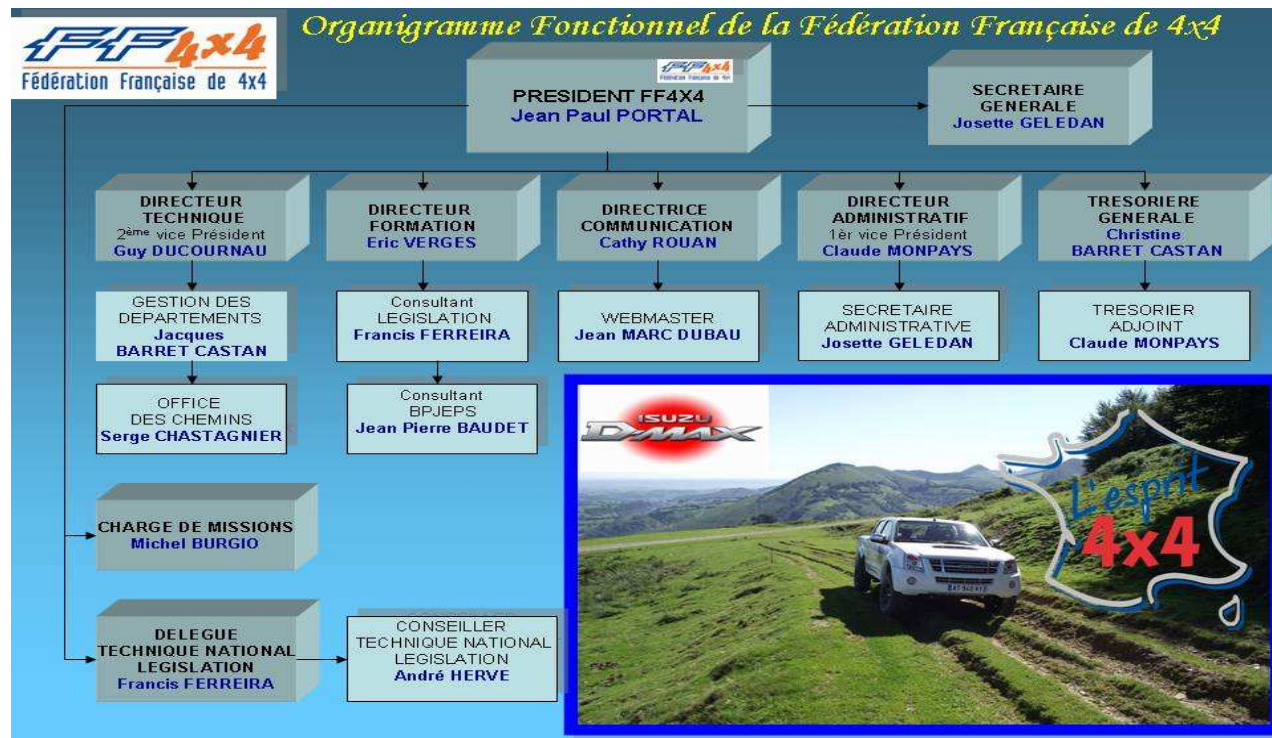 Organigramme Fonctionnel de la Fédération Française de 4x4
FF4x4
Fédération Française de 4x4
FF4x4
Fédération Française de 4x4
PRESIDENT FF4X4
Jean Paul PORTAL
SECRETAIRE
GENERALE
Josette GELEDAN
DIRECTEUR
TECHNIQUE
2ème vice Président
Guy DUCOURNAU
DIRECTEUR
FORMATION
Eric VERGES
DIRECTRICE
COMMUNICATION
Cathy ROUAN
DIRECTEUR
ADMINISTRATIF
1èr vice Président
Claude MONPAYS
TRESORIERE
GENERALE
Christine
BARRET CASTAN
GESTION DES
DEPARTEMENTS
Jacques
BARRET CASTAN
Consultant
LEGISLATION
Francis FERREIRA
WEBMASTER
Jean MARC DUBAU
SECRETAIRE
ADMINISTRATIVE
Josette GELEDAN
TRESORIER
ADJOINT
Claude MONPAYS
OFFICE
DES CHEMINS
Serge CHASTAGNIER
Consultant
BPJEPS
Jean Pierre BAUDET
ISUZU
D-MAX
L'esprit
4x4
CHARGE DE MISSIONS
Michel BURGIO
DELEGUE
TECHNIQUE NATIONAL
LEGISLATION
Francis FERREIRA
CONSEILLER
TECHNIQUE NATIONAL
LEGISLATION
André HERVE